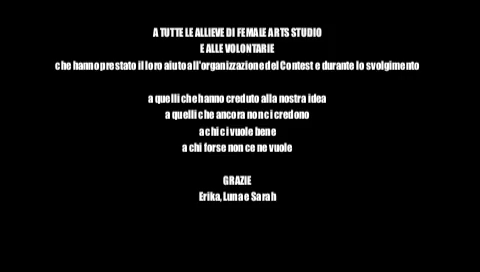 A TUTTE LE ALLIEVE DI FEMALE ARTS STUDIO
E ALLE VOLONTARIE
che hanno prestato il loro aiuto all'organizzazione del Contest e durante lo svolgimento
a quelli che hanno creduto alla nostra idea
a quelli che ancora non ci credono
a chi ci vuole bene
a chi forse non ce ne vuole
GRAZIE
Erika, Luna e Sarah